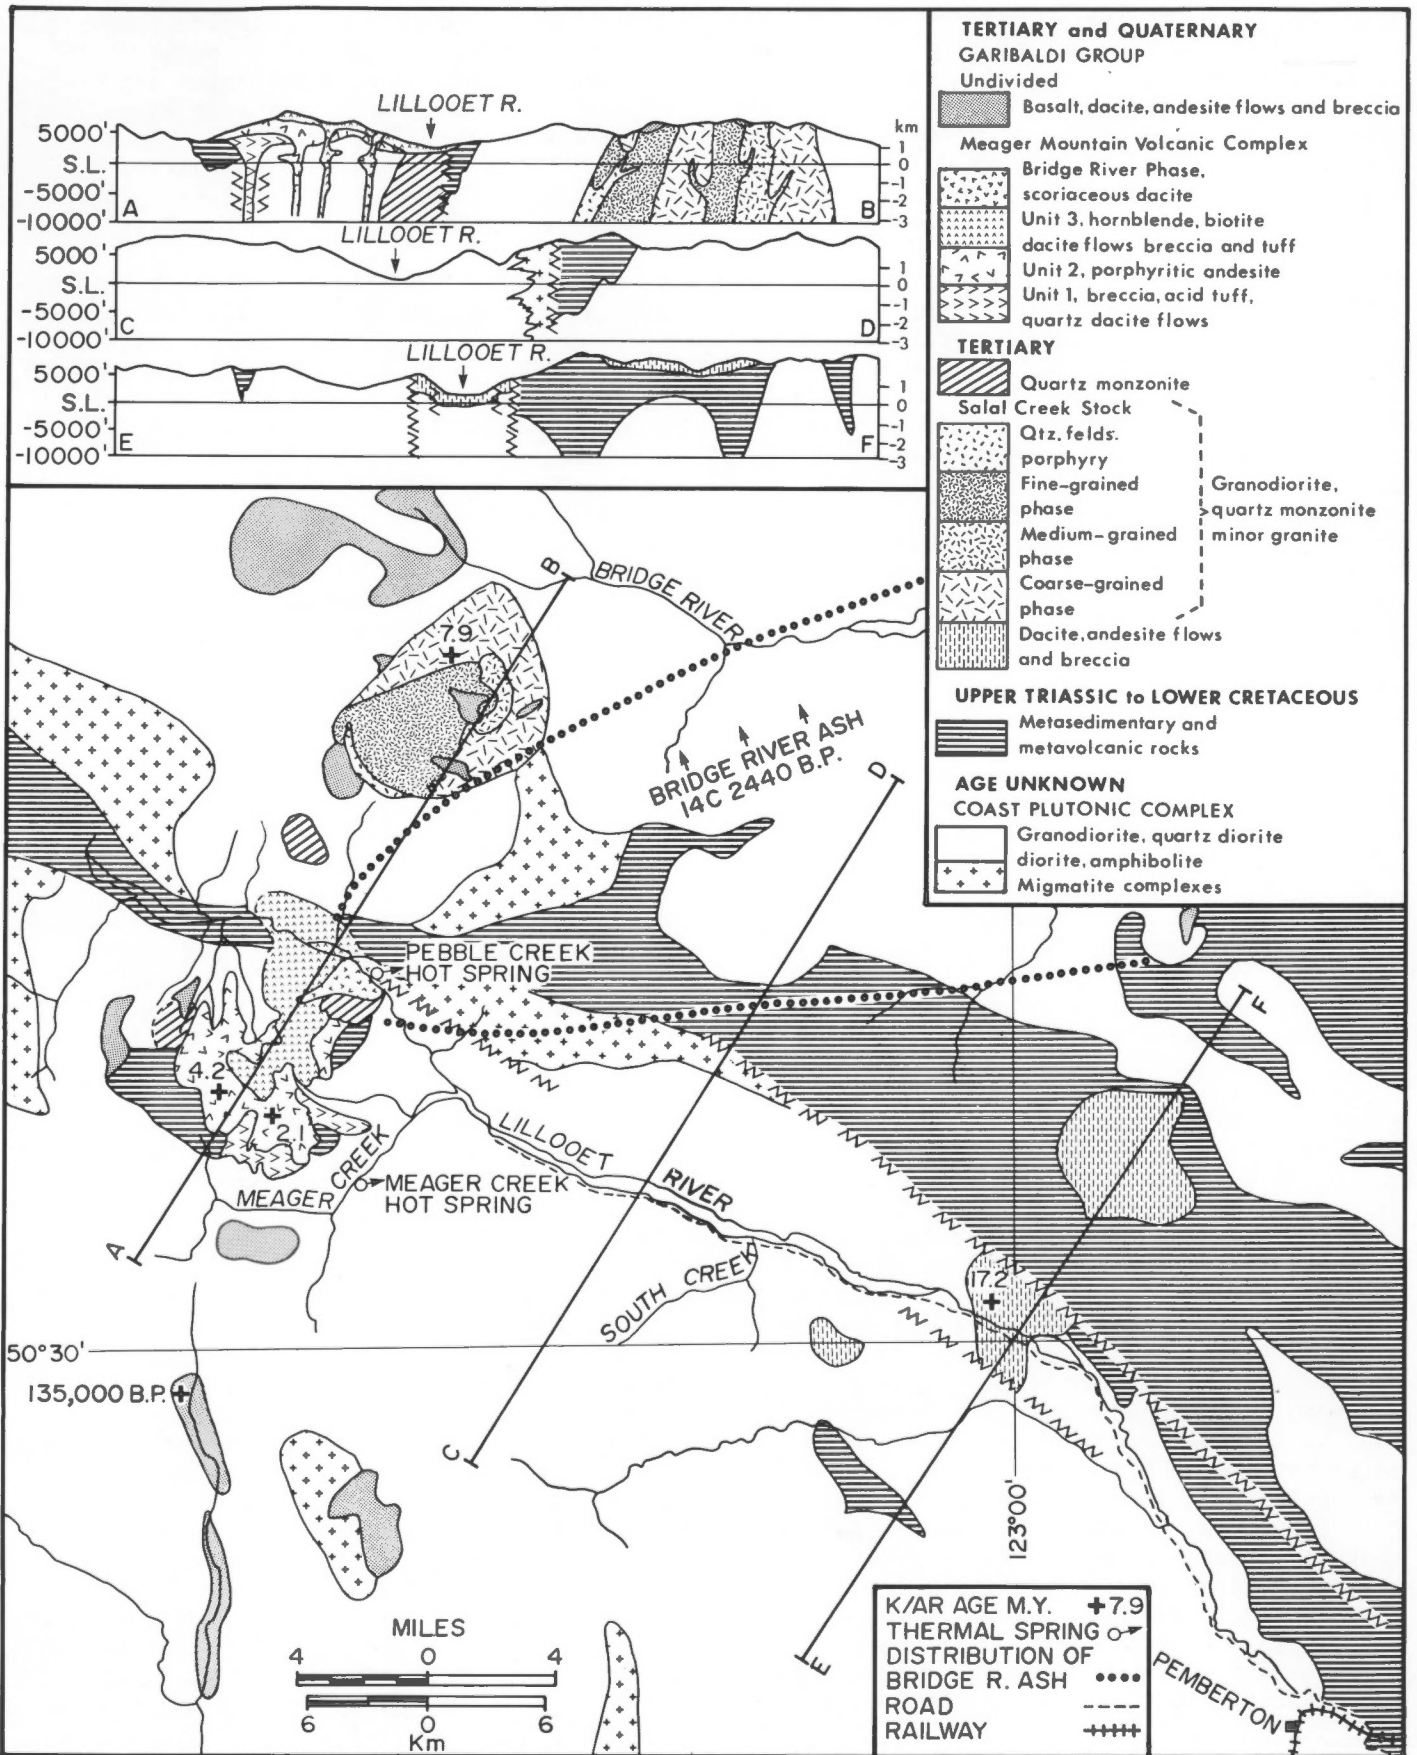 LILLOOET R.
5000'
S.L.
-5000'
-10000'
A
B
km
1
0
-1
-2
-3
LILLOOET R.
5000'
S.L.
-5000'
-10000'
C
D
1
0
-1
-2
-3
LILLOOET R.
5000'
S.L.
-5000'
-10000'
E
F
1
0
-1
-2
-3
TERTIARY and QUATERNARY
GARIBALDI GROUP
Undivided
Basalt, dacite, andesite flows and breccia
Meager Mountain Volcanic Complex
Bridge River Phase,
scoriaceous dacite
Unit 3, hornblende, biotite
dacite flows breccia and tuff
Unit 2, porphyritic andesite
Unit 1, breccia, acid tuff,
quartz dacite flows
TERTIARY
Quartz monzonite
Salal Creek Stock
Qtz. felds.
porphyry
Fine-grained
phase
Medium-grained
phase
Coarse-grained
phase
Granodiorite,
quartz monzonite
minor granite
Dacite, andesite flows
and breccia
UPPER TRIASSIC to LOWER CRETACEOUS
Metasedimentary and
metavolcanic rocks
AGE UNKNOWN
COAST PLUTONIC COMPLEX
Granodiorite, quartz diorite
diorite, amphibolite
Migmatite complexes
B
BRIDGE RIVER
7.9
BRIDGE RIVER ASH
14C 2440 B.P.
D
PEBBLE CREEK
HOT SPRING
F
4.2
2.1
LILLOOET
RIVER
MEAGER CREEK
MEAGER CREEK
HOT SPRING
A
SOUTH CREEK
17.2
50°30'
135,000 B.P.
C
123°00'
E
PEMBERTON
MILES
4 0 4
6 0 6
Km
K/AR AGE M.Y. +7.9
THERMAL SPRING
DISTRIBUTION OF
BRIDGE R. ASH
ROAD
RAILWAY